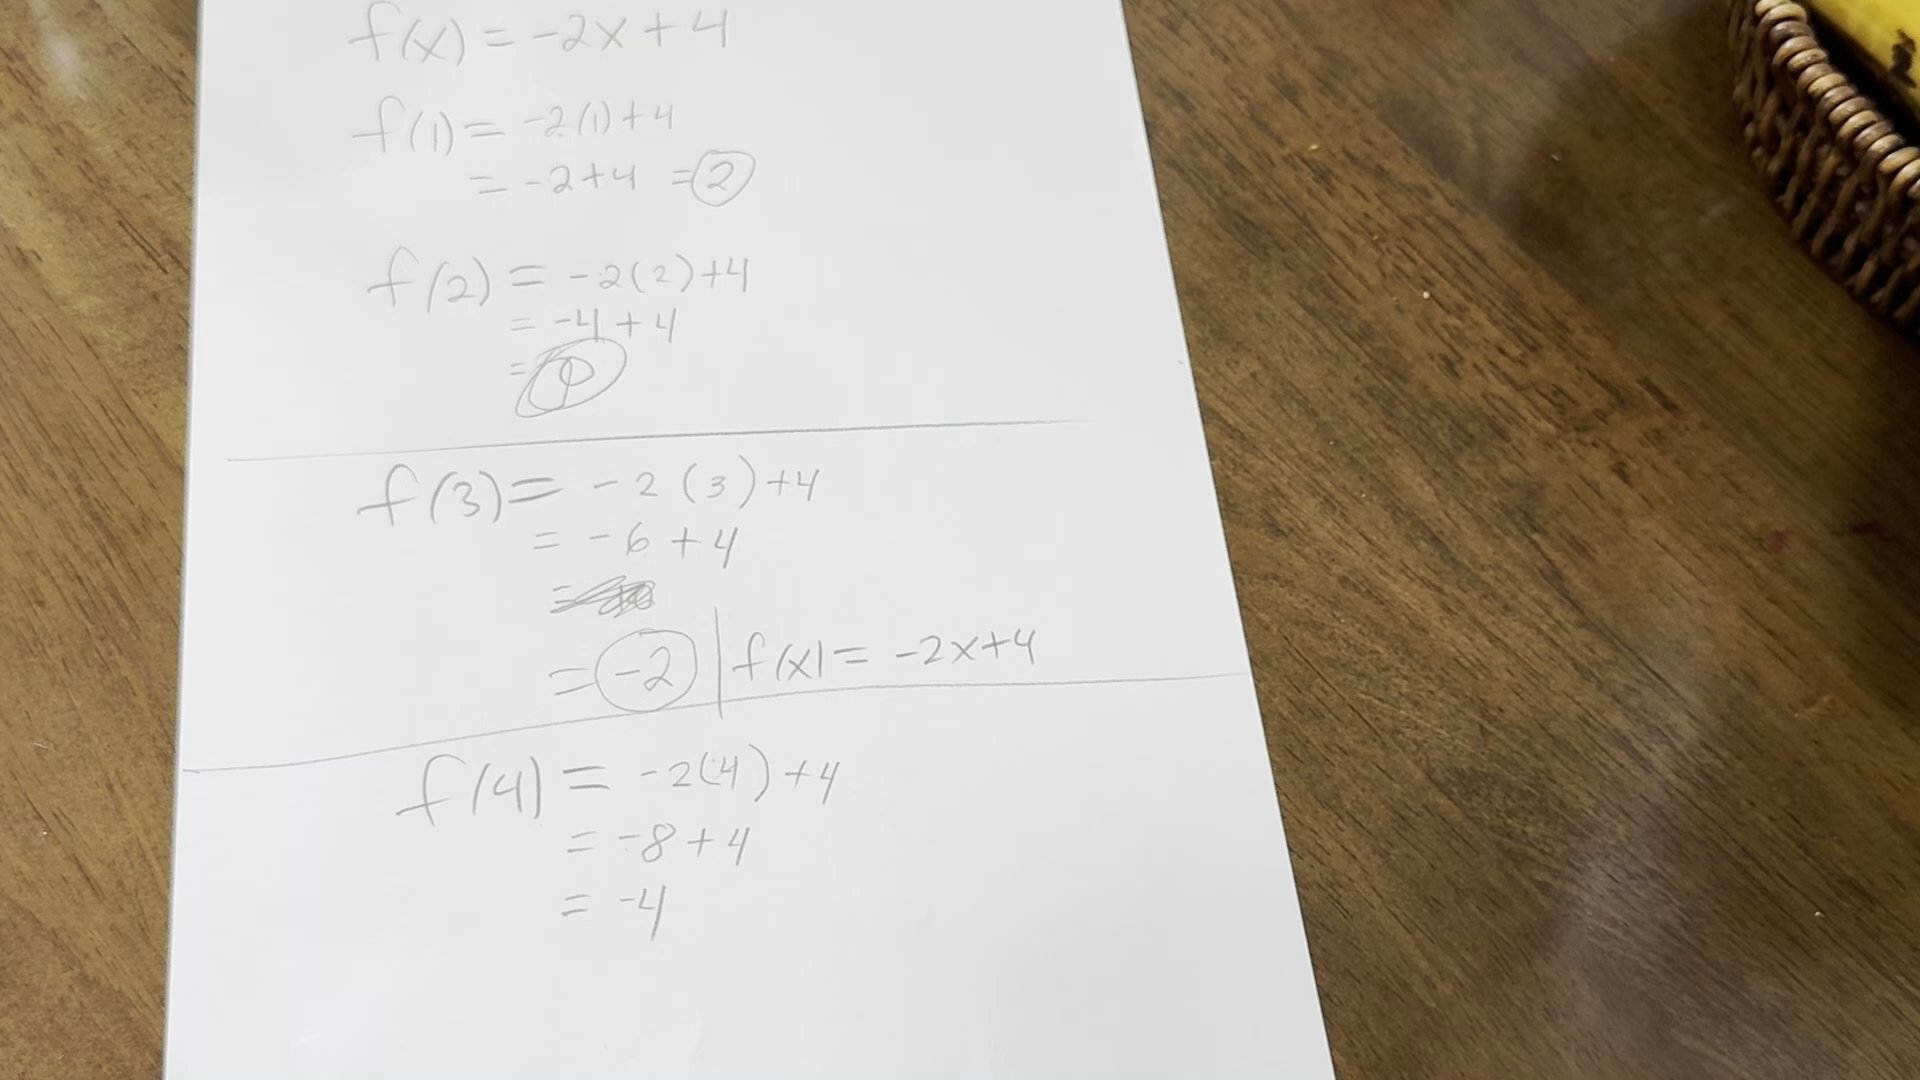 f(x) = -2x + 4
f(1) = -2(1) + 4
= -2 + 4 = 2
f(2) = -2(2) + 4
= -4 + 4
=
f(3) = -2(3) + 4
= -6 + 4
=
= -2 | f(x) = -2x + 4
f(4) = -2(4) + 4
= -8 + 4
= -4